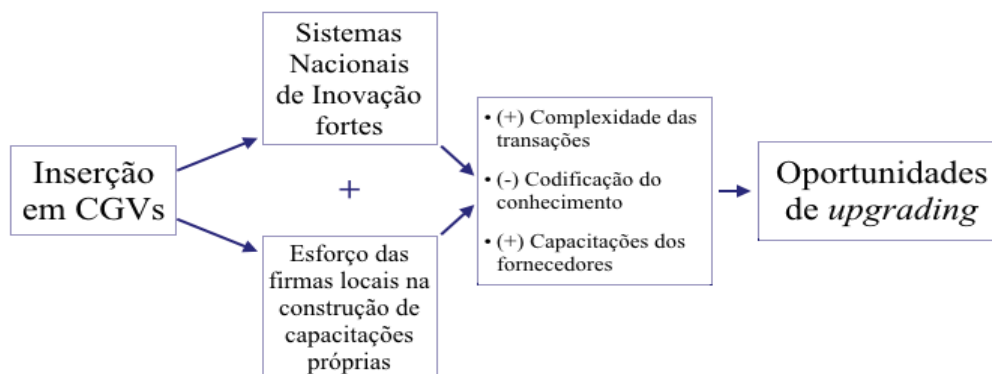 Inserção
em CGVs
Sistemas
Nacionais
de Inovação
fortes
+
Esforço das
firmas locais na
construção de
capacitações
próprias
• (+) Complexidade das
transações
• (-) Codificação do
conhecimento
• (+) Capacitações dos
fornecedores
Oportunidades
de upgrading